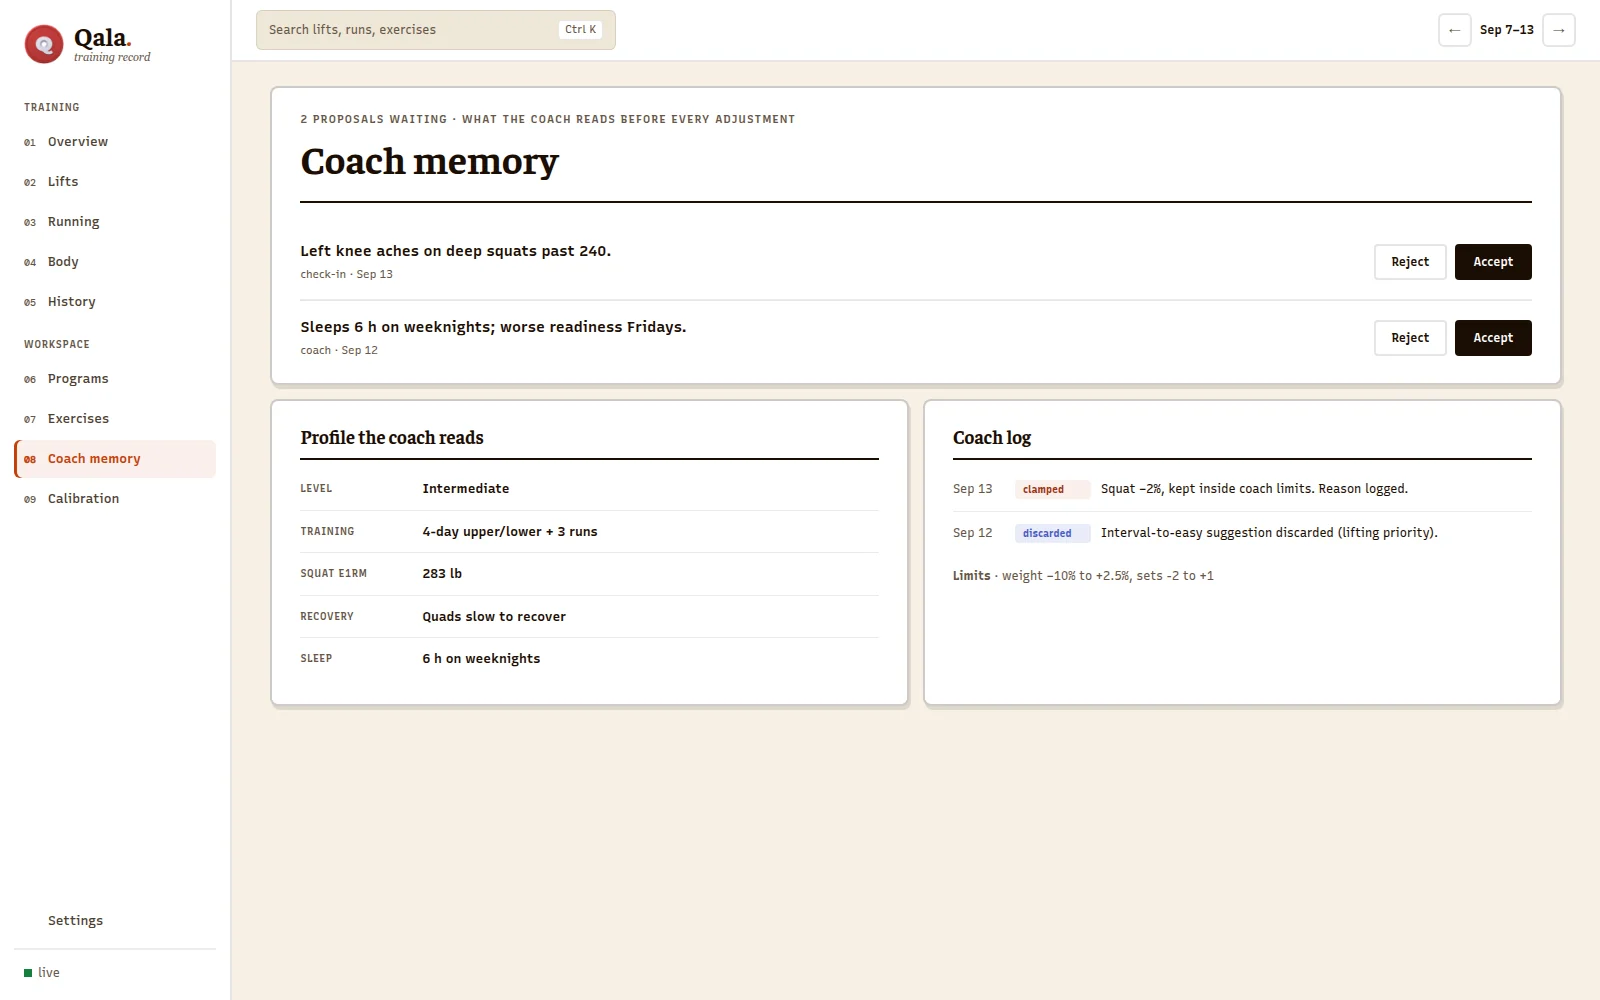 Q
Qala.
training record
TRAINING
01 Overview
02 Lifts
03 Running
04 Body
05 History
WORKSPACE
06 Programs
07 Exercises
08 Coach memory
09 Calibration
Settings
live
Search lifts, runs, exercises Ctrl K
← Sep 7–13 →
2 PROPOSALS WAITING · WHAT THE COACH READS BEFORE EVERY ADJUSTMENT
Coach memory
Left knee aches on deep squats past 240.
check-in · Sep 13
Reject Accept
Sleeps 6 h on weeknights; worse readiness Fridays.
coach · Sep 12
Reject Accept
Profile the coach reads
LEVEL Intermediate
TRAINING 4-day upper/lower + 3 runs
SQUAT E1RM 283 lb
RECOVERY Quads slow to recover
SLEEP 6 h on weeknights
Coach log
Sep 13 clamped Squat −2%, kept inside coach limits. Reason logged.
Sep 12 discarded Interval-to-easy suggestion discarded (lifting priority).
Limits · weight −10% to +2.5%, sets -2 to +1